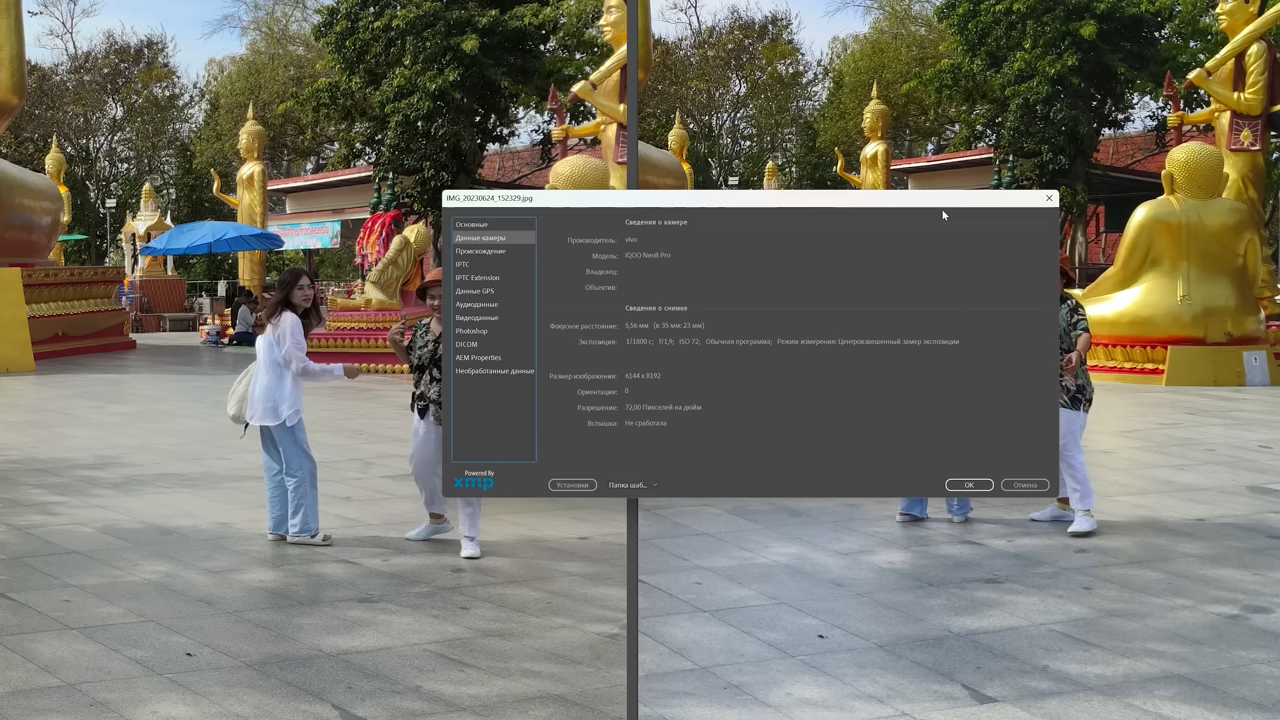 IMG_20230624_152329.jpg
Основные
Данные камеры
Происхождение
IPTC
IPTC Extension
Данные GPS
Аудиоданные
Видеоданные
Photoshop
DICOM
AEM Properties
Необработанные данные
Powered By
xmp
Сведения о камере
Производитель: vivo
Модель: iQOO Neo8 Pro
Владелец:
Объектив:
Сведения о снимке
Фокусное расстояние: 5,56 мм (в 35 мм: 23 мм)
Экспозиция: 1/1800 с; f/1,9; ISO 72; Обычная программа; Режим измерения: Центровзвешенный замер экспозиции
Размер изображения: 6144 x 8192
Ориентация: 0
Разрешение: 72,00 Пикселей на дюйм
Вспышка: Не сработала
Установки
Папка шаб...
OK
Отмена